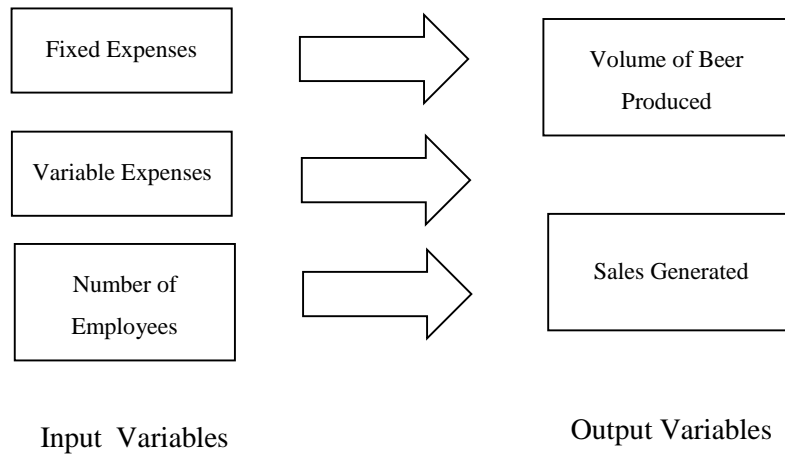 Fixed Expenses
Variable Expenses
Number of
Employees
Input Variables
Volume of Beer
Produced
Sales Generated
Output Variables